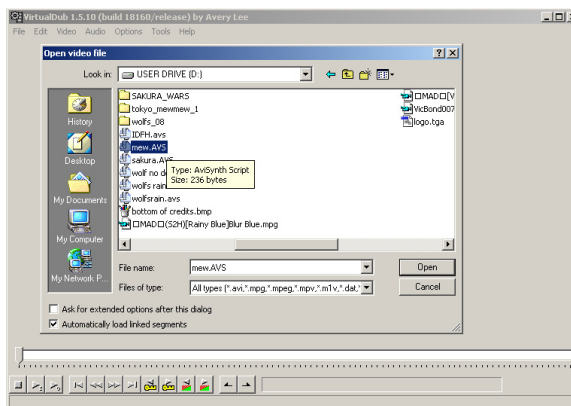 VirtualDub 1.5.10 (build 18160/release) by Avery Lee
File Edit Video Audio Options Tools Help
Open video file
Look in: USER DRIVE (D:)
History
Desktop
My Documents
My Computer
My Network P...
SAKURA_WARS
tokyo_mewmew_1
wolfs_08
IDFH.avs
mew.AVS
sakura.AVS
wolf no d
wolfs rain
wolfsrain.avs
bottom of credits.bmp
□MAD□(S2H)[Rainy Blue]Blur Blue.mpg
□MAD□[V
VicBond007
logo.tga
Type: AviSynth Script
Size: 236 bytes
File name: mew.AVS Open
Files of type: All types (*.avi,*.mpg,*.mpeg,*.mpv,*.m1v,*.dat,* Cancel
Ask for extended options after this dialog
Automatically load linked segments